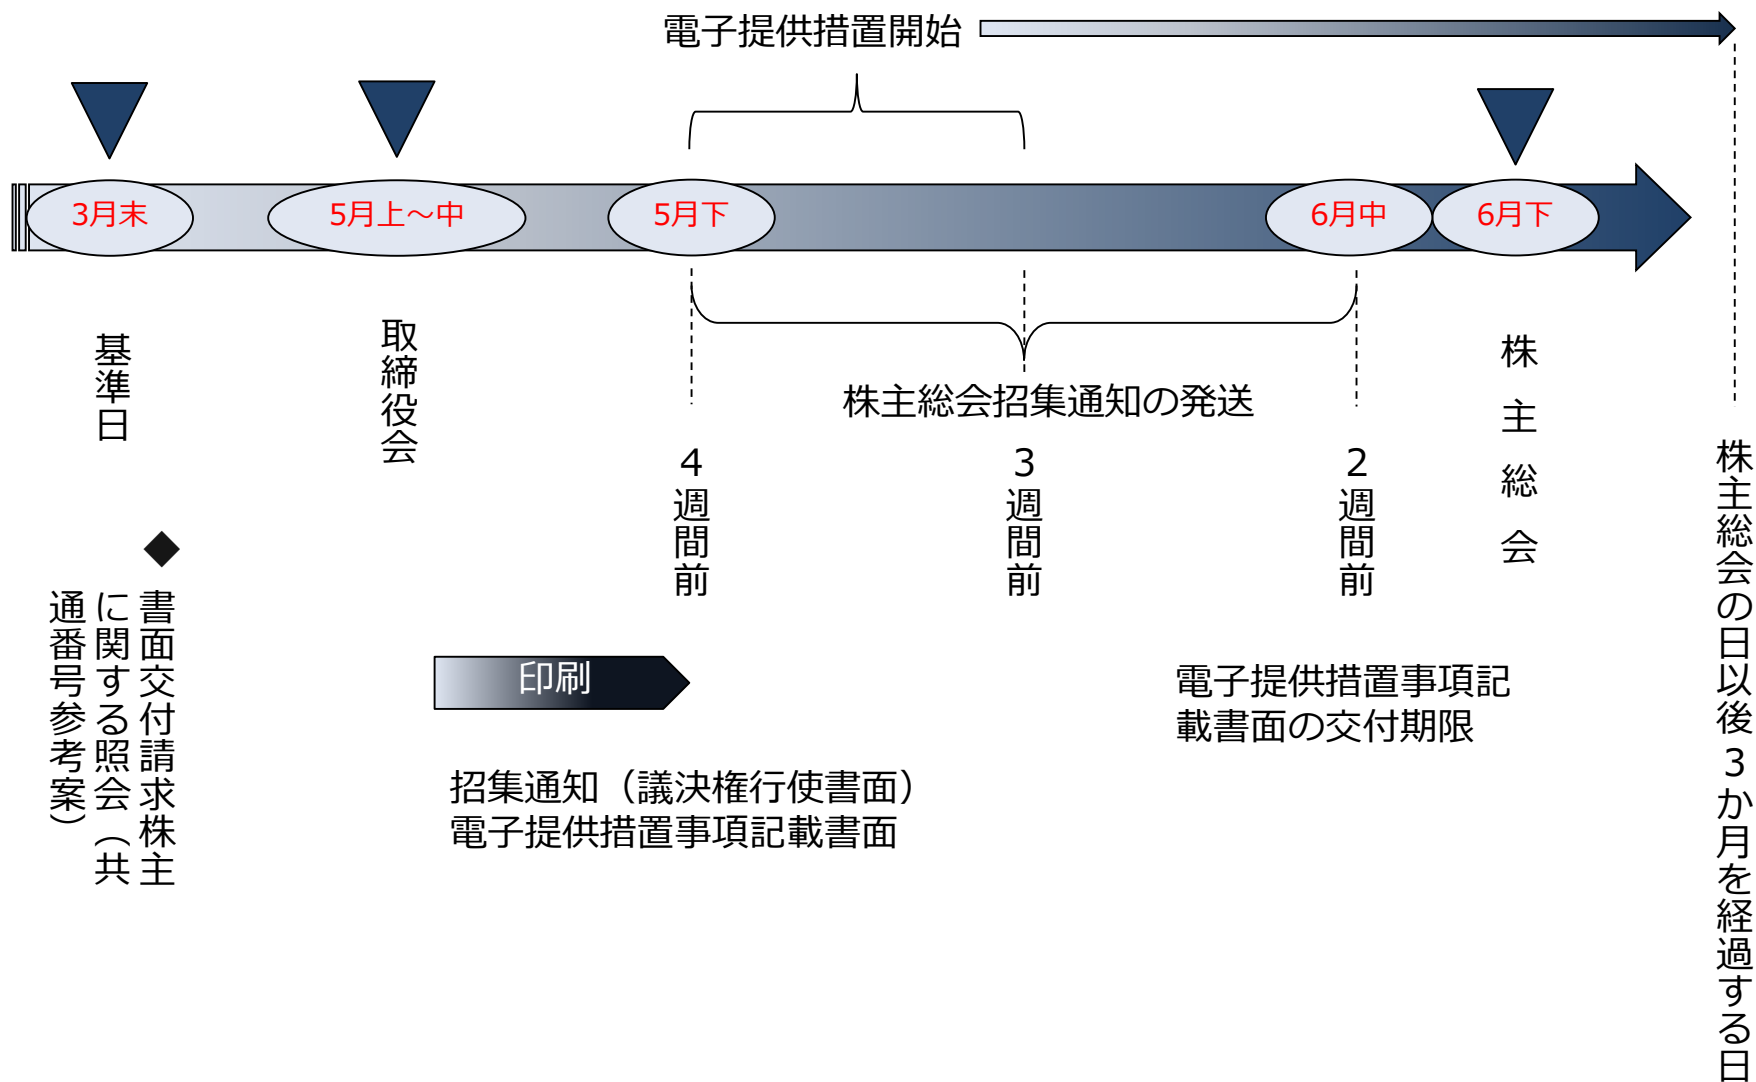 電子提供措置開始
3月末
5月上～中
5月下
6月中
6月下
基準日
取締役会
株主総会招集通知の発送
4週間前
3週間前
2週間前
株主総会
◆
書面交付請求株主
に関する照会（共
通番号参考案）
印刷
招集通知（議決権行使書面）
電子提供措置事項記載書面
電子提供措置事項記
載書面の交付期限
株主総会の日以後3か月を経過する日